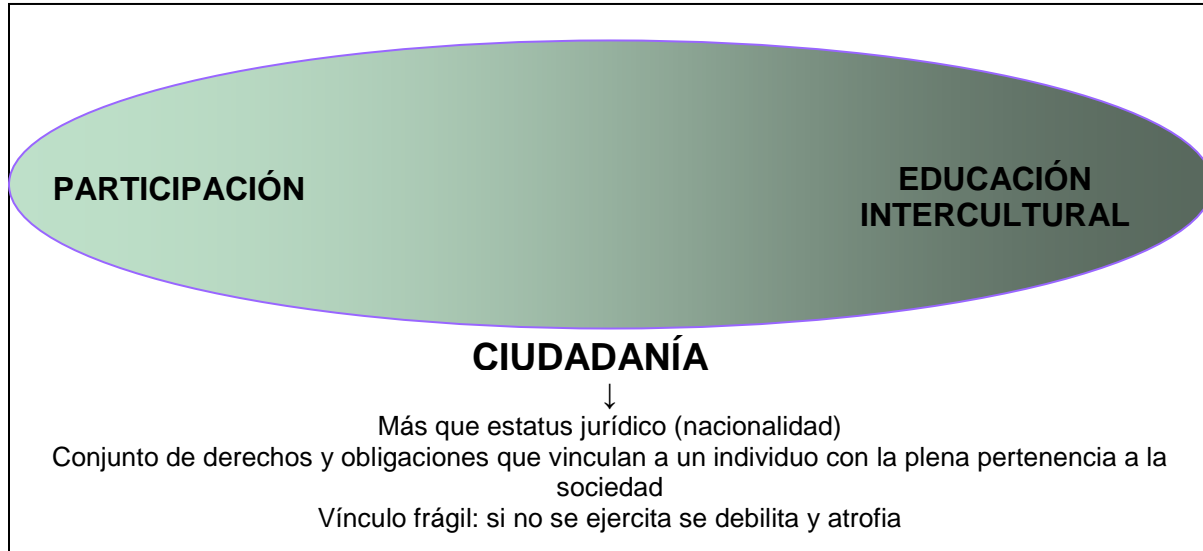 PARTICIPACIÓN
EDUCACIÓN
INTERCULTURAL
CIUDADANÍA
↓
Más que estatus jurídico (nacionalidad)
Conjunto de derechos y obligaciones que vinculan a un individuo con la plena pertenencia a la
sociedad
Vínculo frágil: si no se ejercita se debilita y atrofia